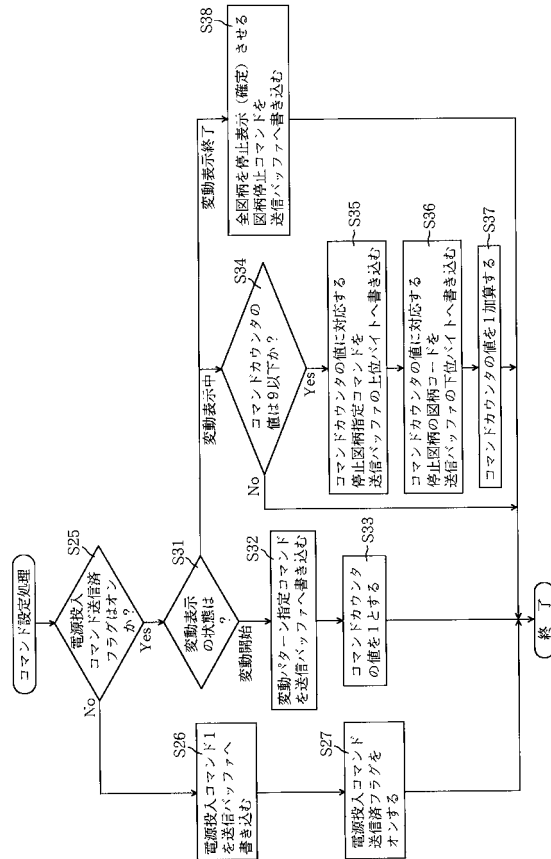 コマンド設定処理
S25
電源投入
コマンド送信済
フラグはオン
か?
No
Yes
S26
電源投入コマンド1
を送信バッファへ
書き込む
S27
電源投入コマンド
送信済フラグを
オンする
S31
変動表示
の状態は
?
変動開始
変動表示中
変動表示終了
S32
変動パターン指定コマンド
を送信バッファへ書き込む
S33
コマンドカウンタ
の値を1とする
S34
コマンドカウンタの
値は9以下か?
No
Yes
S35
コマンドカウンタの値に対応する
停止図柄指定コマンドを
送信バッファの上位バイトへ書き込む
S36
コマンドカウンタの値に対応する
停止図柄の図柄コードを
送信バッファの下位バイトへ書き込む
S37
コマンドカウンタの値を1加算する
S38
全図柄を停止表示(確定)させる
図柄停止コマンドを
送信バッファへ書き込む
終 了